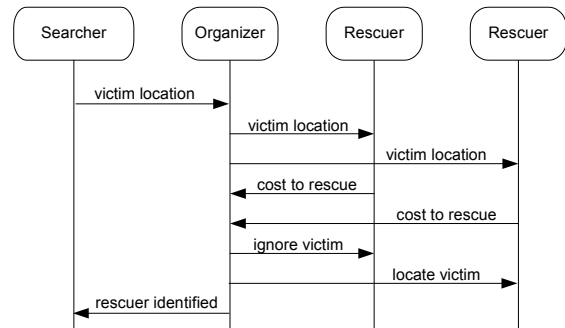 Searcher Organizer Rescuer Rescuer
victim location
victim location
victim location
cost to rescue
cost to rescue
ignore victim
locate victim
rescuer identified